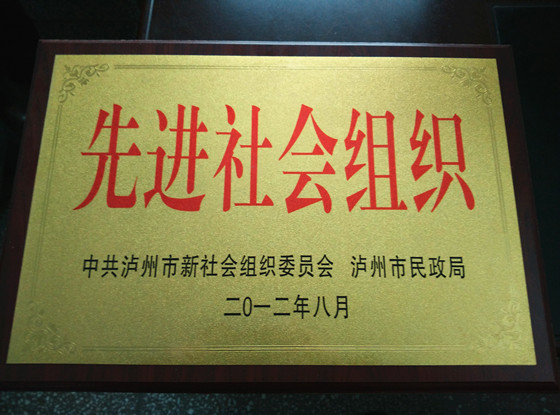 先进社会组织
中共泸州市新社会组织委员会 泸州市民政局
二0一二年八月